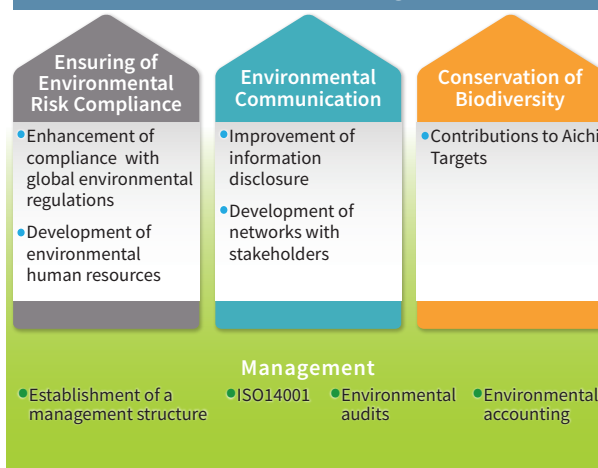 Ensuring of
Environmental
Risk Compliance
Enhancement of
compliance with
global environmental
regulations
Development of
environmental
human resources
Environmental
Communication
Improvement of
information
disclosure
Development of
networks with
stakeholders
Conservation of
Biodiversity
Contributions to Aichi
Targets
Management
Establishment of a
management structure
ISO14001
Environmental
audits
Environmental
accounting